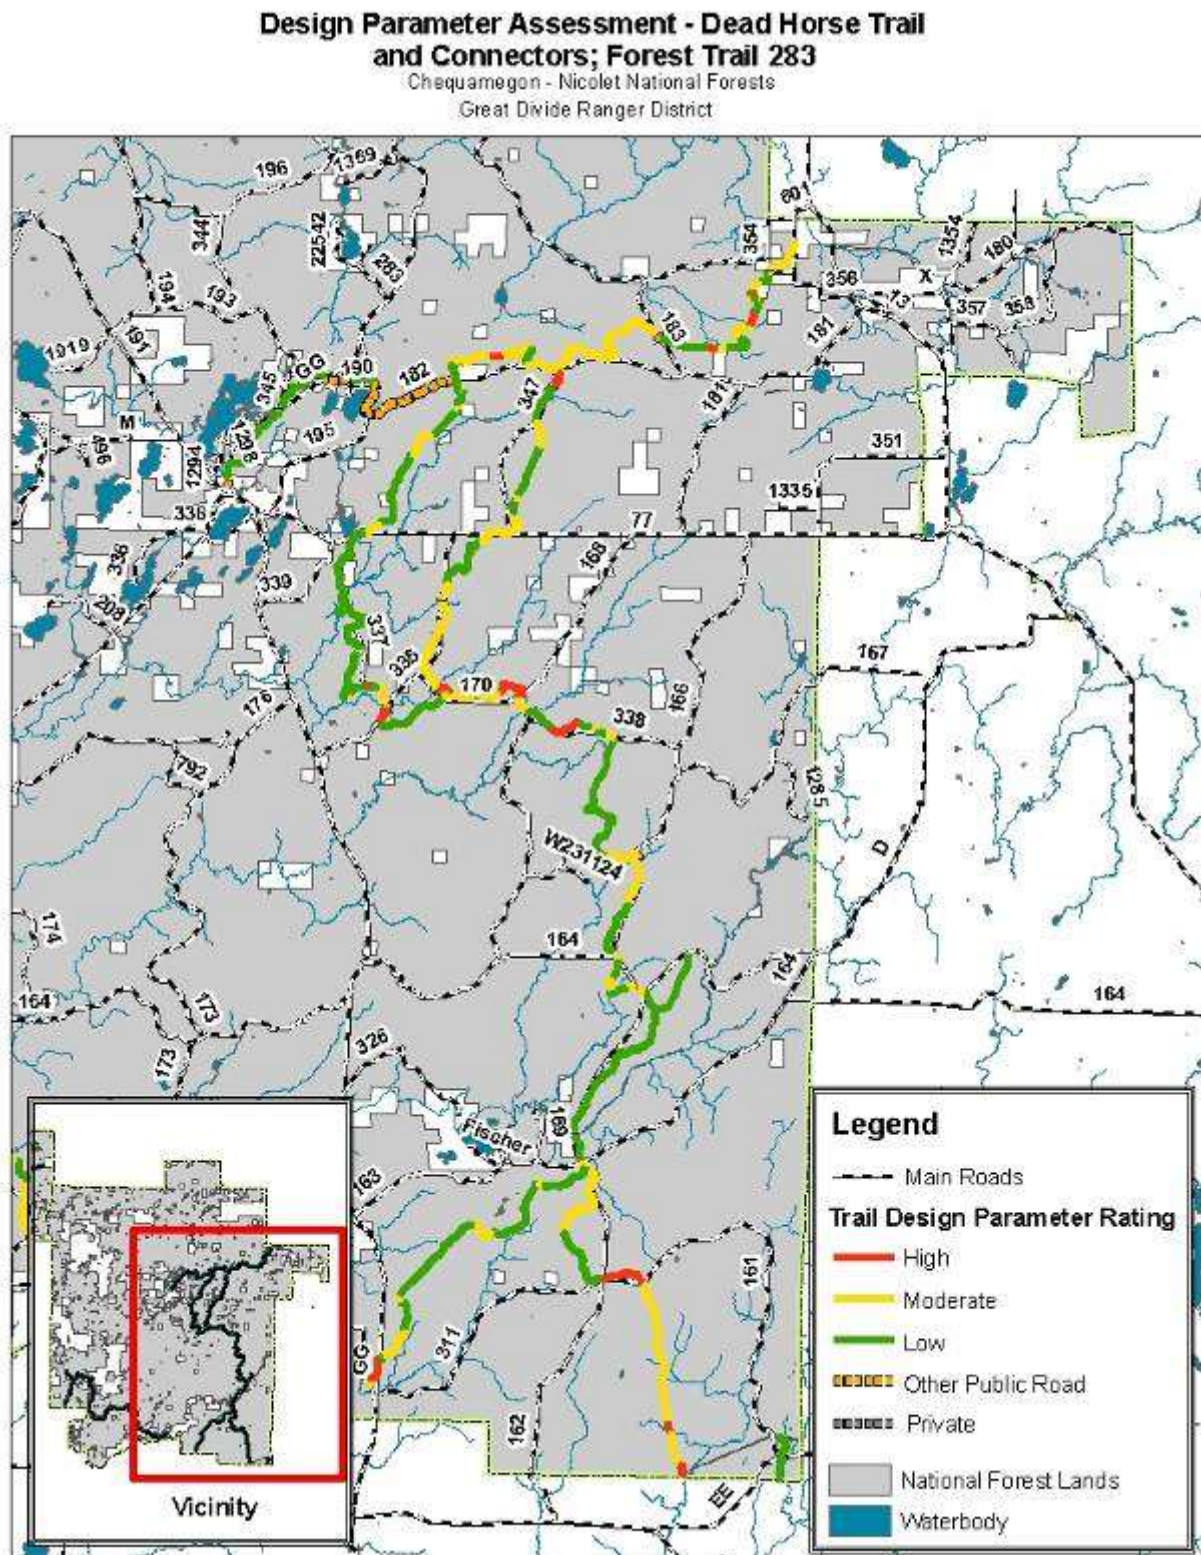 Design Parameter Assessment - Dead Horse Trail
and Connectors; Forest Trail 283
Chequamegon - Nicolet National Forests
Great Divide Ranger District
196
1369
344
22542
283
601
354
1354
180
X
356
13
357
358
194
193
191
1919
183
181
GG
190
182
345
347
181
M
1298
195
496
1294
351
1335
336
77
336
339
168
208
337
335
167
176
170
166
338
792
1285
W231124
D
174
164
164
164
173
164
326
173
169
Fischer
163
161
GG
311
162
EE
Vicinity
Legend
Main Roads
Trail Design Parameter Rating
High
Moderate
Low
Other Public Road
Private
National Forest Lands
Waterbody